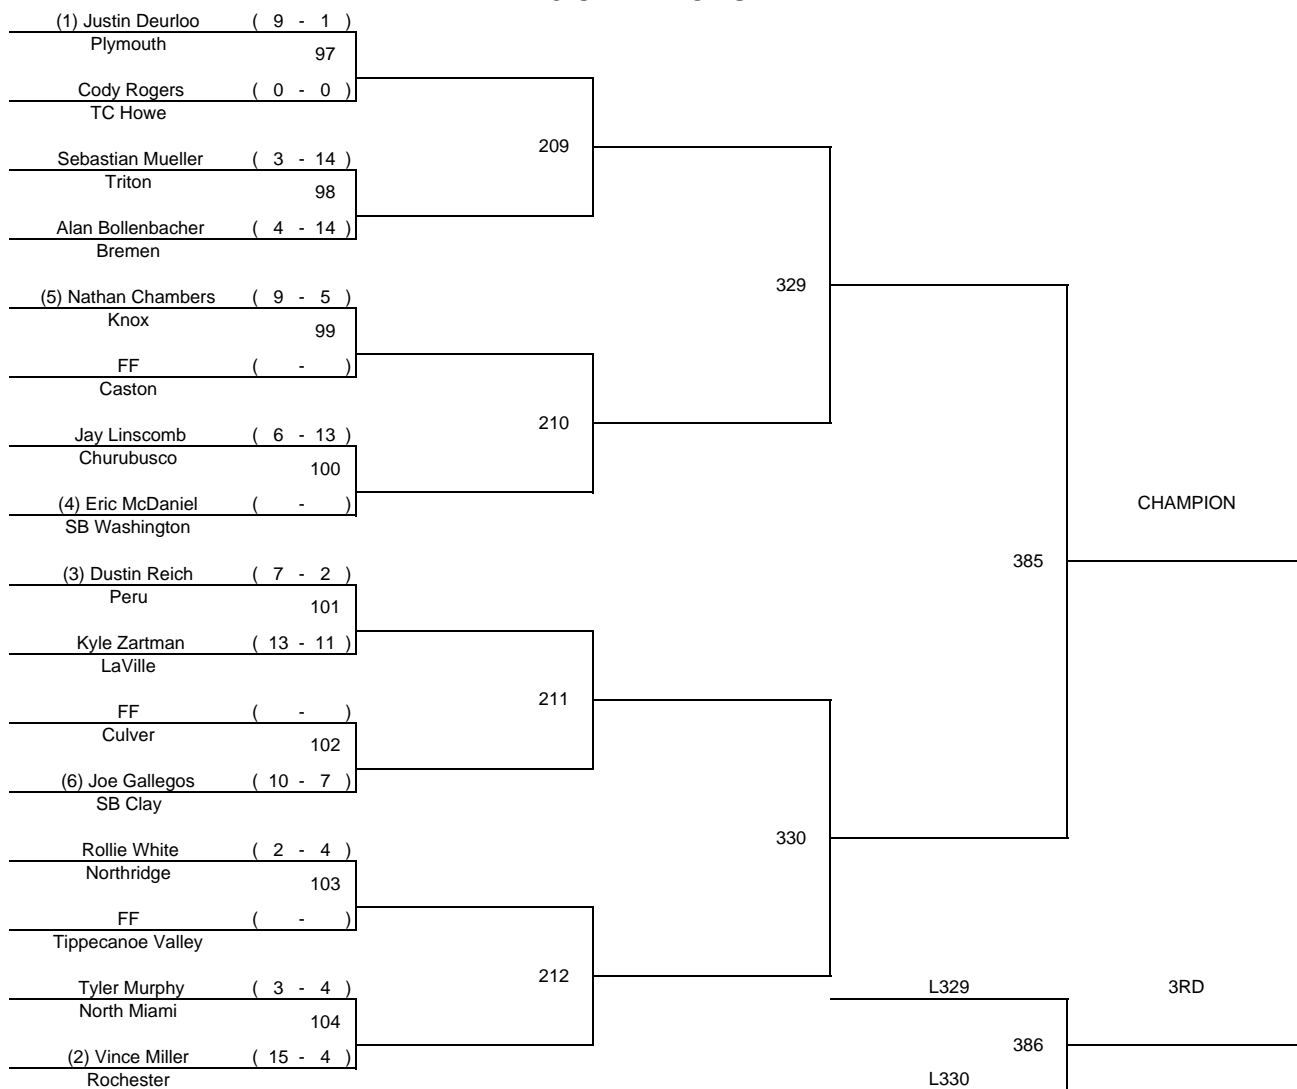 (1) Justin Deurloo ( 9 - 1 )
Plymouth
97
Cody Rogers ( 0 - 0 )
TC Howe
209
Sebastian Mueller ( 3 - 14 )
Triton
98
Alan Bollenbacher ( 4 - 14 )
Bremen
329
(5) Nathan Chambers ( 9 - 5 )
Knox
99
FF ( - )
Caston
210
Jay Linscomb ( 6 - 13 )
Churubusco
100
(4) Eric McDaniel ( - )
SB Washington
CHAMPION
385
(3) Dustin Reich ( 7 - 2 )
Peru
101
Kyle Zartman ( 13 - 11 )
LaVille
211
FF ( - )
Culver
102
(6) Joe Gallegos ( 10 - 7 )
SB Clay
330
Rollie White ( 2 - 4 )
Northridge
103
FF ( - )
Tippecanoe Valley
212
Tyler Murphy ( 3 - 4 )
North Miami
104
L329
3RD
386
(2) Vince Miller ( 15 - 4 )
Rochester
L330